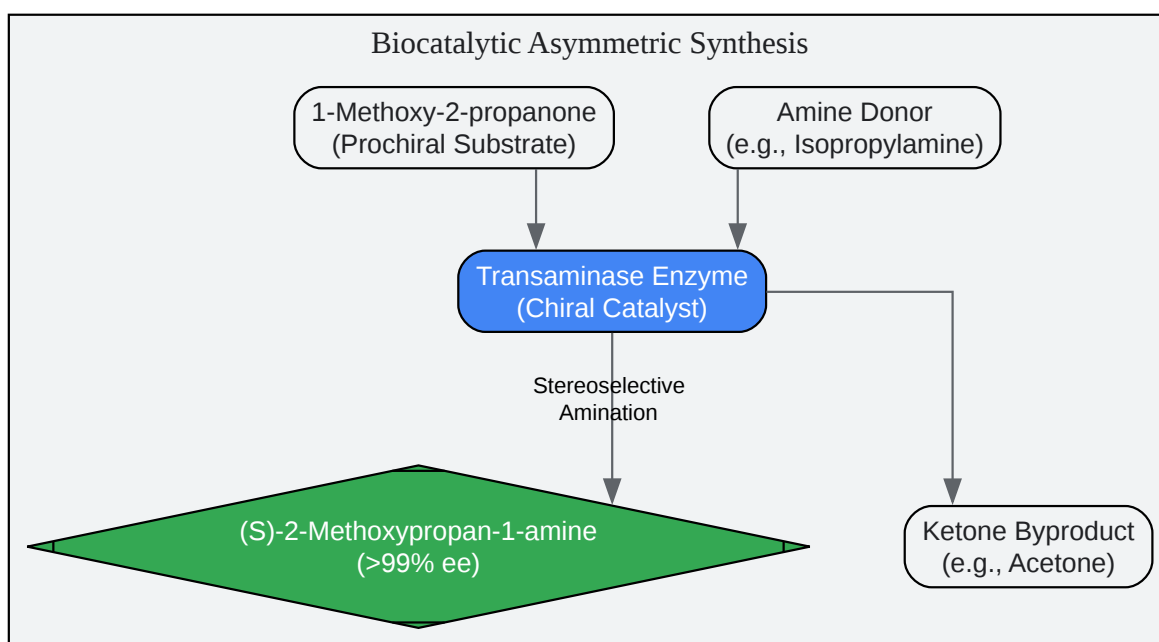 Biocatalytic Asymmetric Synthesis
1-Methoxy-2-propanone
(Prochiral Substrate)
Amine Donor
(e.g., Isopropylamine)
Transaminase Enzyme
(Chiral Catalyst)
Stereoselective
Amination
(S)-2-Methoxypropan-1-amine
(>99% ee)
Ketone Byproduct
(e.g., Acetone)